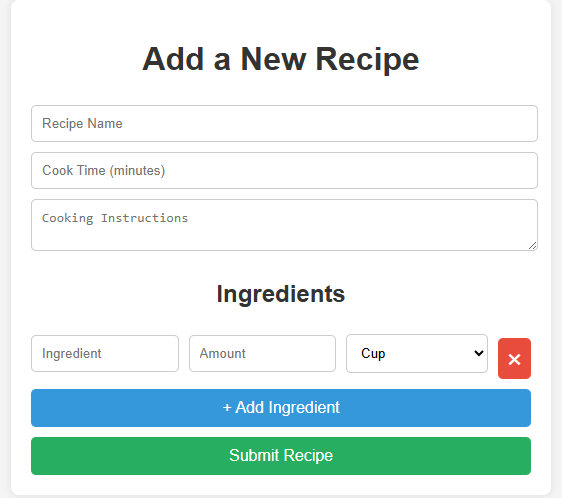 Add a New Recipe
Recipe Name
Cook Time (minutes)
Cooking Instructions
Ingredients
Ingredient Amount Cup ×
+ Add Ingredient
Submit Recipe